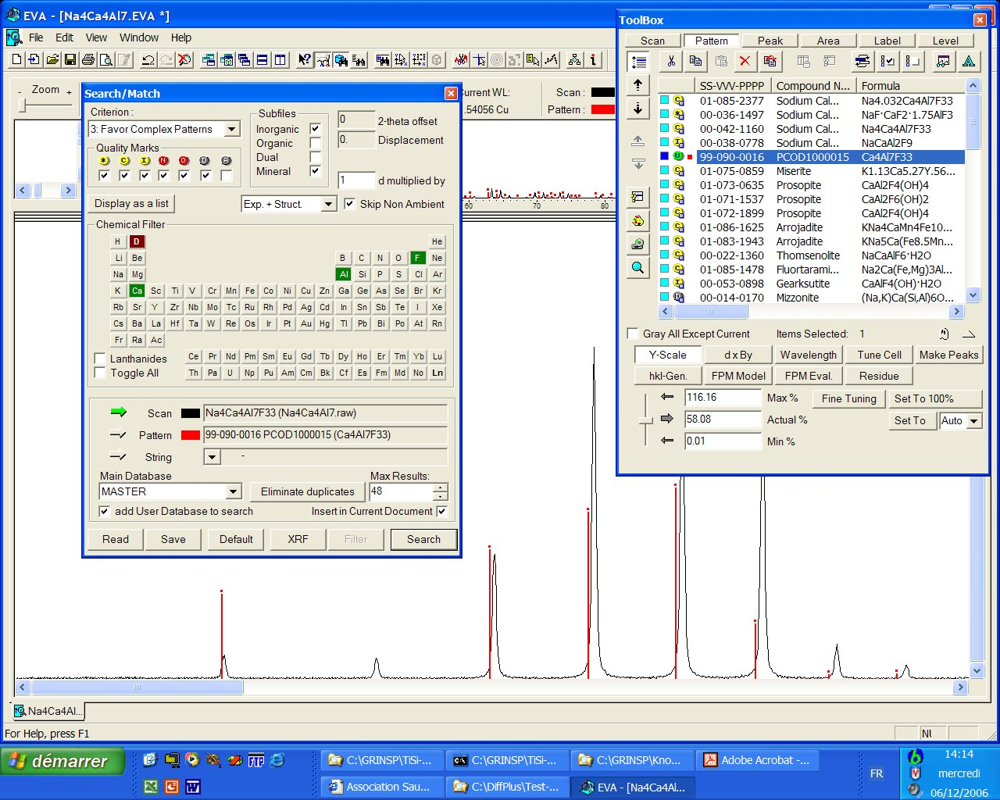 EVA - [Na4Ca4Al7.EVA *]
File Edit View Window Help
- Zoom +
Search/Match
Criterion :
3: Favor Complex Patterns
Quality Marks
Display as a list
Subfiles
Inorganic
Organic
Dual
Mineral
0 2-theta offset
0. Displacement
1 d multiplied by
Exp. + Struct. Skip Non Ambient
Chemical Filter
H D He
Li Be B C N O F Ne
Na Mg Al Si P S Cl Ar
K Ca Sc Ti V Cr Mn Fe Co Ni Cu Zn Ga Ge As Se Br Kr
Rb Sr Y Zr Nb Mo Tc Ru Rh Pd Ag Cd In Sn Sb Te I Xe
Cs Ba La Hf Ta W Re Os Ir Pt Au Hg Tl Pb Bi Po At Rn
Fr Ra Ac
Lanthanides Ce Pr Nd Pm Sm Eu Gd Tb Dy Ho Er Tm Yb Lu
Toggle All Th Pa U Np Pu Am Cm Bk Cf Es Fm Md No Ln
Scan Na4Ca4Al7F33 (Na4Ca4Al7.raw)
Pattern 99-090-0016 PCOD1000015 (Ca4Al7F33)
String -
Main Database Max Results:
MASTER Eliminate duplicates 48
add User Database to search Insert in Current Document
Read Save Default XRF Filter Search
urrent WL: Scan :
.54056 Cu Pattern :
60 70 80
ToolBox
Scan Pattern Peak Area Label Level
SS-VVV-PPPP Compound N... Formula
01-085-2377 Sodium Cal... Na4.032Ca4Al7F33
00-036-1497 Sodium Cal... NaF·CaF2·1.75AlF3
00-042-1160 Sodium Cal... Na4Ca4Al7F33
00-038-0778 Sodium Cal... NaCaAl2F9
99-090-0016 PCOD1000015 Ca4Al7F33
01-075-0859 Miserite K1.13Ca5.27Y.56...
01-073-0635 Prosopite CaAl2F4(OH)4
01-071-1537 Prosopite CaAl2F6(OH)2
01-072-1899 Prosopite CaAl2F4(OH)4
01-086-1625 Arrojadite KNa4CaMn4Fe10...
01-083-1943 Arrojadite KNa5Ca(Fe8.5Mn...
00-022-1360 Thomsenolite NaCaAlF6·H2O
01-085-1478 Fluortarami... Na2Ca(Fe,Mg)3Al...
00-053-0898 Gearksutite CaAlF4(OH)·H2O
00-014-0170 Mizzonite (Na,K)Ca(Si,Al)6O...
Gray All Except Current Items Selected: 1
Y-Scale d x By Wavelength Tune Cell Make Peaks
hkl-Gen. FPM Model FPM Eval. Residue
116.16 Max % Fine Tuning Set To 100%
58.08 Actual % Set To Auto
0.01 Min %
Na4Ca4Al...
For Help, press F1
démarrer
FTP
C:\GRINSP\TiSi-...
C:\GRINSP\TiSi-...
C:\GRINSP\Kno...
Adobe Acrobat -...
Association Sau...
C:\DiffPlus\Test-...
EVA - [Na4Ca4Al...
FR
14:14
mercredi
06/12/2006